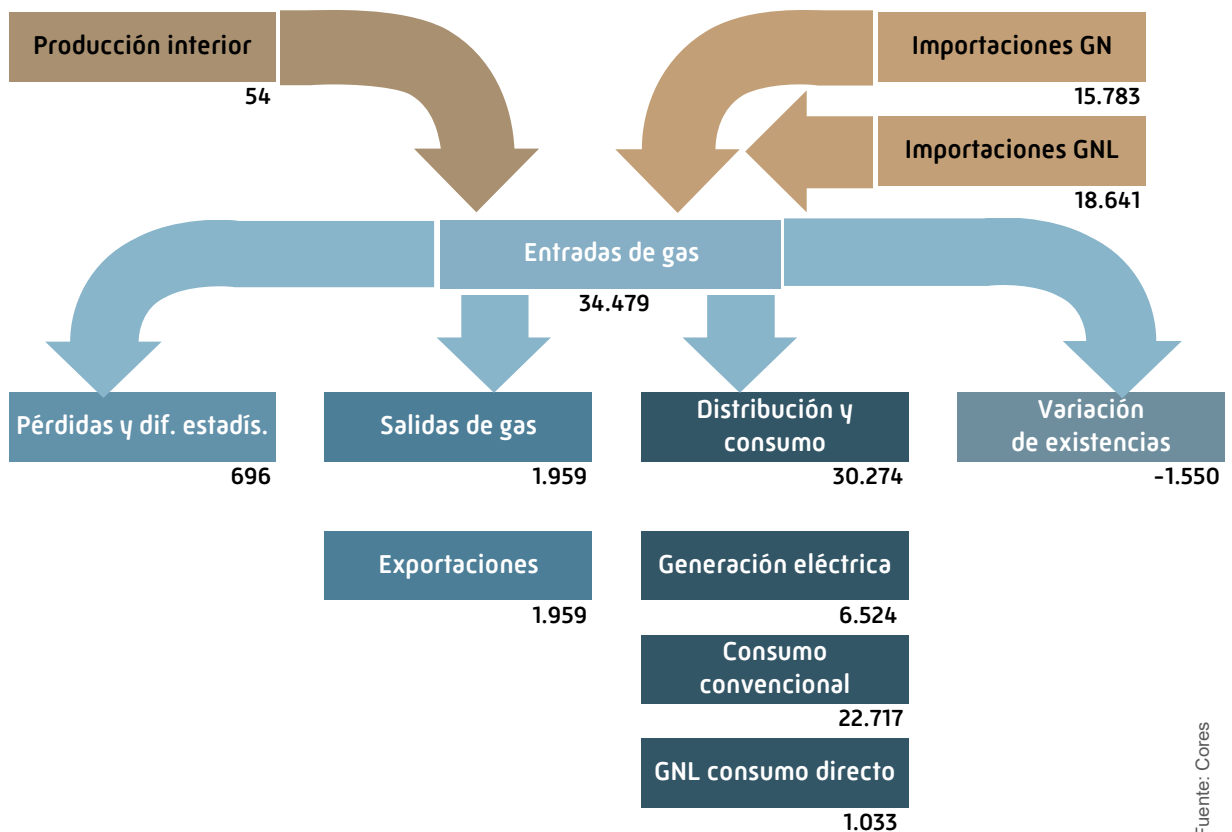 Producción interior
54
Importaciones GN
15.783
Importaciones GNL
18.641
Entradas de gas
34.479
Pérdidas y dif. estadís.
696
Salidas de gas
1.959
Distribución y
consumo
30.274
Variación
de existencias
-1.550
Exportaciones
1.959
Generación eléctrica
6.524
Consumo
convencional
22.717
GNL consumo directo
1.033
Fuente: Cores